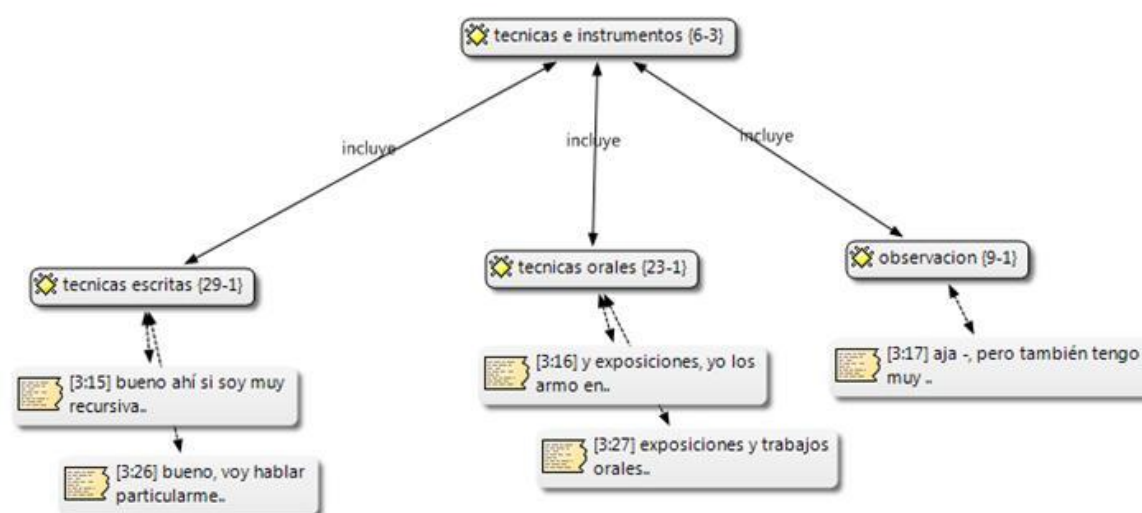 tecnicas e instrumentos {6-3}
incluye
incluye
incluye
tecnicas escritas {29-1}
tecnicas orales {23-1}
observacion {9-1}
[3:15] bueno ahí si soy muy
recursiva..
[3:26] bueno, voy hablar
particularme..
[3:16] y exposiciones, yo los
armo en..
[3:27] exposiciones y trabajos
orales..
[3:17] aja -, pero también tengo
muy ..